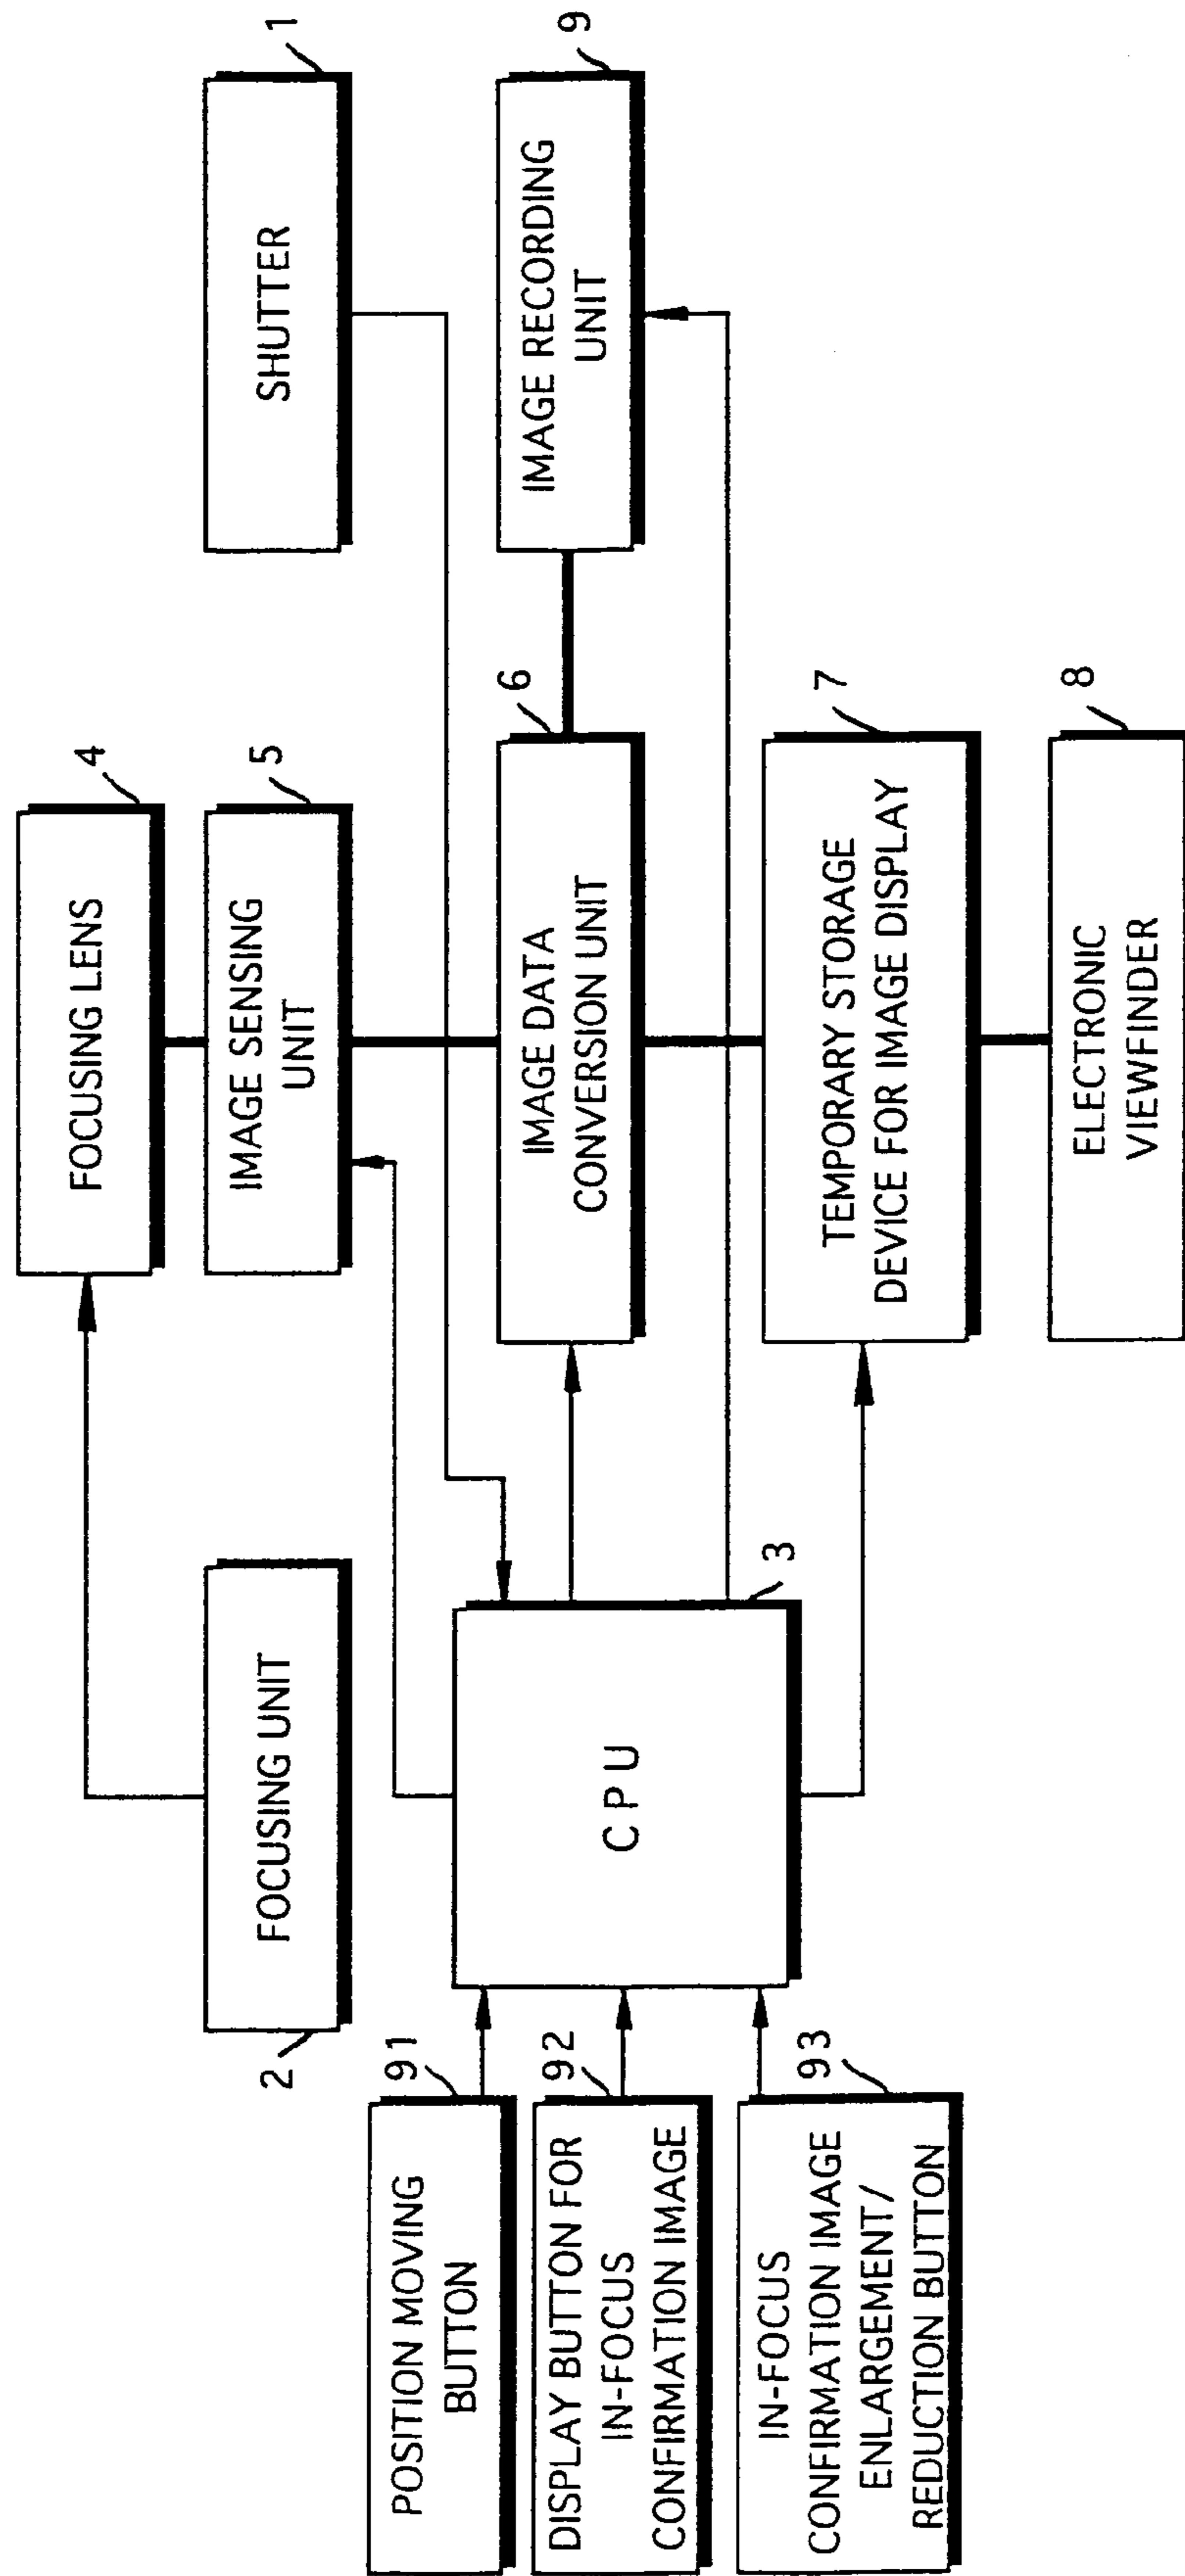 4
FOCUSING LENS
2
FOCUSING UNIT
5
IMAGE SENSING
UNIT
1
SHUTTER
91
POSITION MOVING
BUTTON
92
DISPLAY BUTTON FOR
IN-FOCUS
CONFIRMATION IMAGE
93
IN-FOCUS
CONFIRMATION IMAGE
ENLARGEMENT/
REDUCTION BUTTON
3
CPU
6
IMAGE DATA
CONVERSION UNIT
9
IMAGE RECORDING
UNIT
7
TEMPORARY STORAGE
DEVICE FOR IMAGE DISPLAY
8
ELECTRONIC
VIEWFINDER